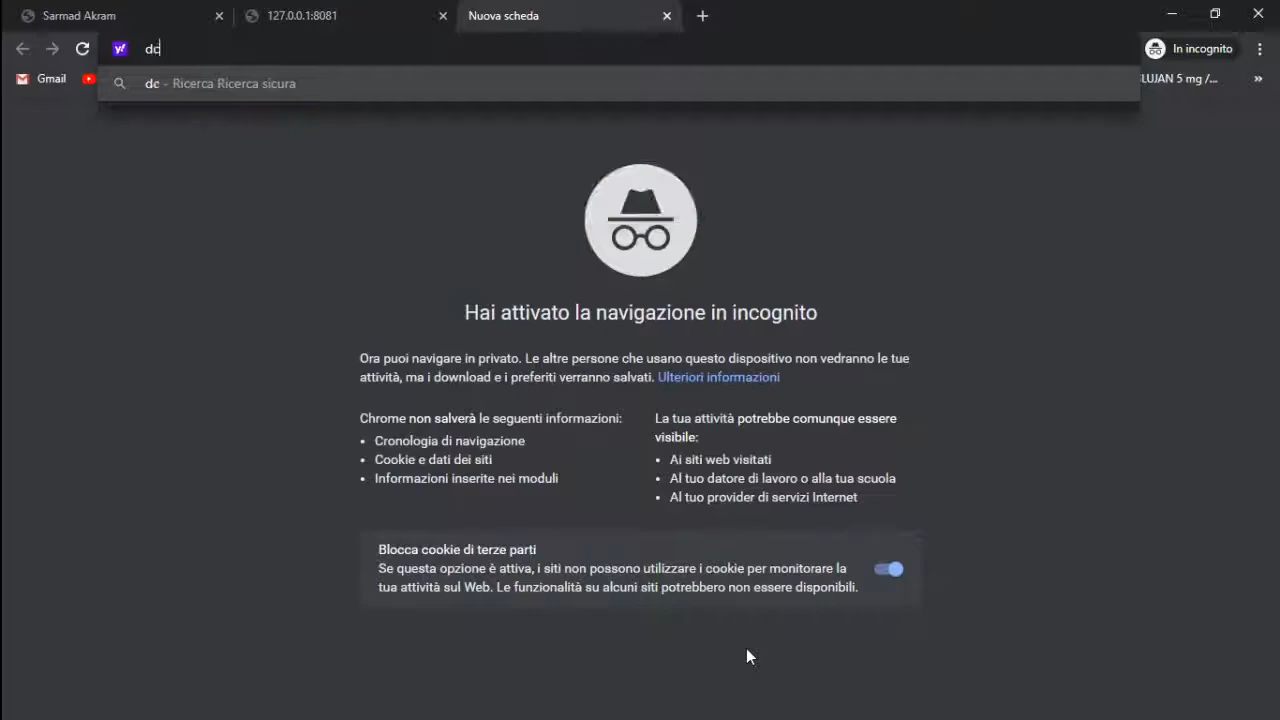 Sarmad Akram
127.0.0.1:8081
Nuova scheda
y!
dc
In incognito
Gmail
dc - Ricerca Ricerca sicura
LUJAN 5 mg /...
Hai attivato la navigazione in incognito
Ora puoi navigare in privato. Le altre persone che usano questo dispositivo non vedranno le tue
attività, ma i download e i preferiti verranno salvati. Ulteriori informazioni
Chrome non salverà le seguenti informazioni:
• Cronologia di navigazione
• Cookie e dati dei siti
• Informazioni inserite nei moduli
La tua attività potrebbe comunque essere
visibile:
• Ai siti web visitati
• Al tuo datore di lavoro o alla tua scuola
• Al tuo provider di servizi Internet
Blocca cookie di terze parti
Se questa opzione è attiva, i siti non possono utilizzare i cookie per monitorare la
tua attività sul Web. Le funzionalità su alcuni siti potrebbero non essere disponibili.